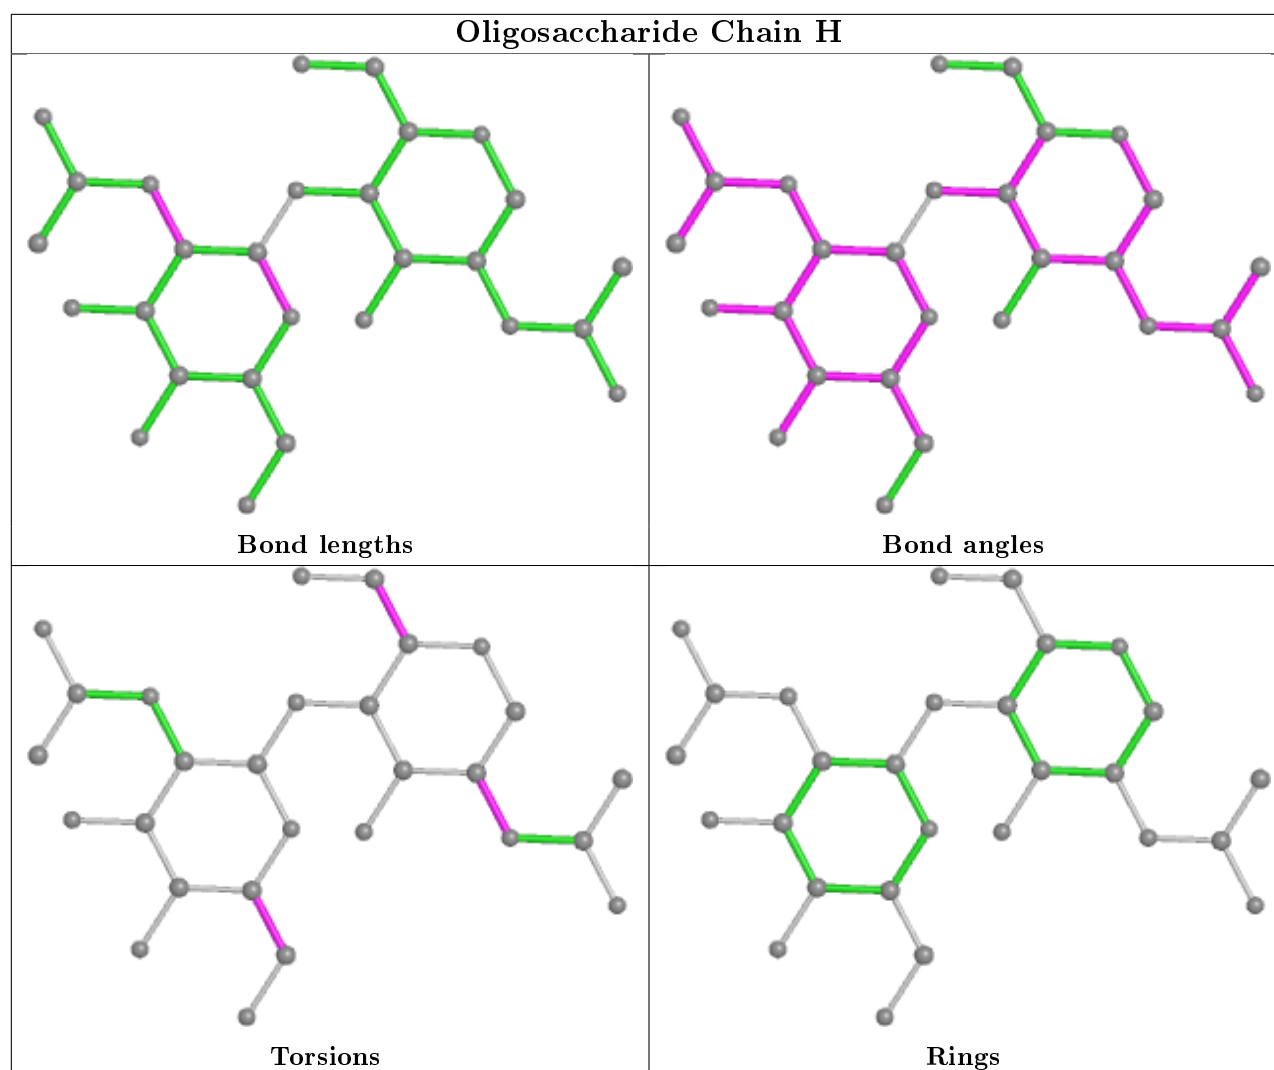 Oligosaccharide Chain H
Bond lengths
Bond angles
Torsions
Rings